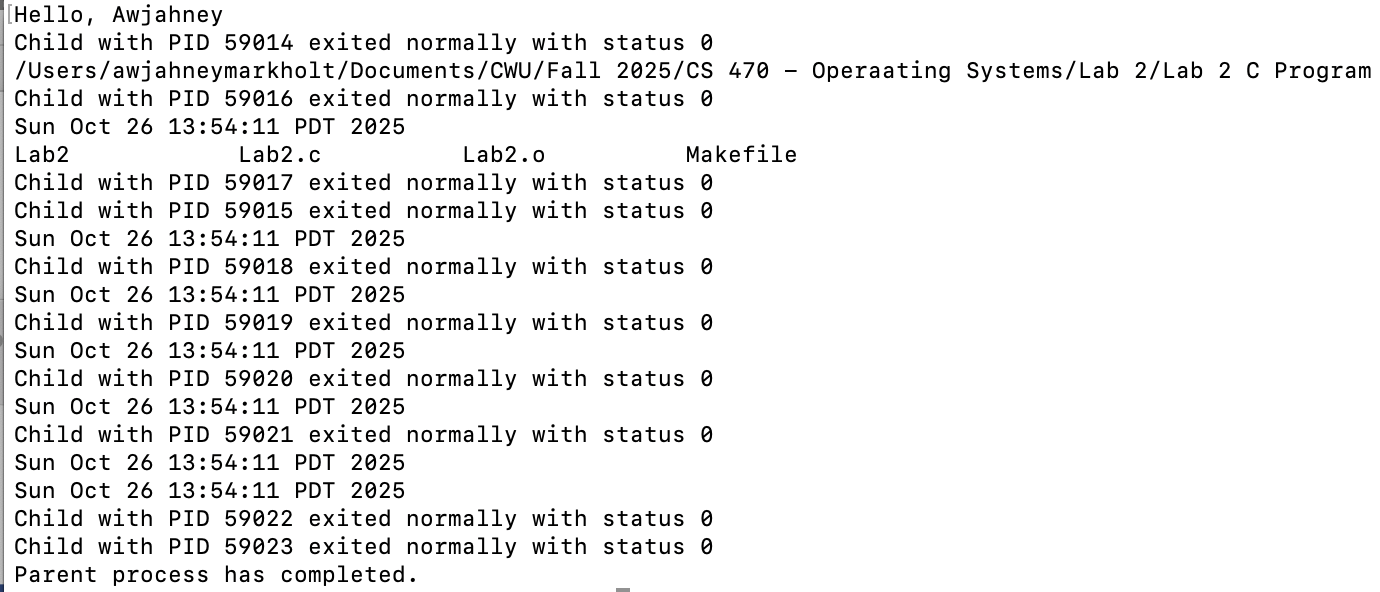 [Hello, Awjahney
Child with PID 59014 exited normally with status 0
/Users/awjahneymarkholt/Documents/CWU/Fall 2025/CS 470 – Operaating Systems/Lab 2/Lab 2 C Program
Child with PID 59016 exited normally with status 0
Sun Oct 26 13:54:11 PDT 2025
Lab2            Lab2.c          Lab2.o          Makefile
Child with PID 59017 exited normally with status 0
Child with PID 59015 exited normally with status 0
Sun Oct 26 13:54:11 PDT 2025
Child with PID 59018 exited normally with status 0
Sun Oct 26 13:54:11 PDT 2025
Child with PID 59019 exited normally with status 0
Sun Oct 26 13:54:11 PDT 2025
Child with PID 59020 exited normally with status 0
Sun Oct 26 13:54:11 PDT 2025
Child with PID 59021 exited normally with status 0
Sun Oct 26 13:54:11 PDT 2025
Sun Oct 26 13:54:11 PDT 2025
Child with PID 59022 exited normally with status 0
Child with PID 59023 exited normally with status 0
Parent process has completed.